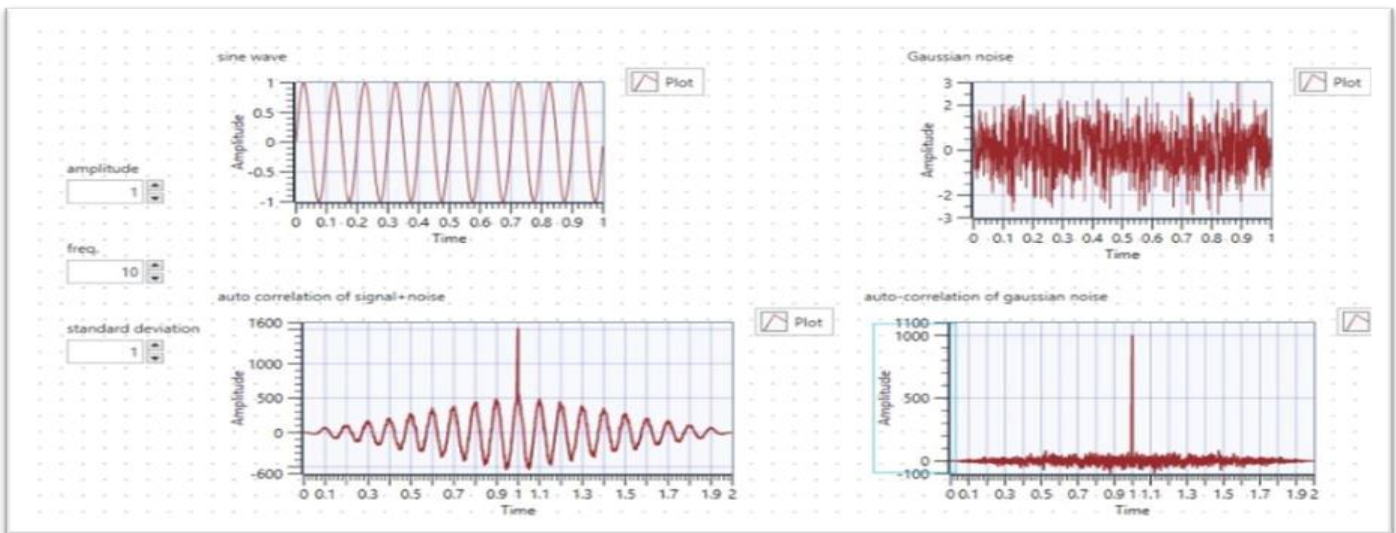 sine wave
Plot
1
0.5
0
-0.5
-1
Amplitude
0 0.1 0.2 0.3 0.4 0.5 0.6 0.7 0.8 0.9 1
Time
Gaussian noise
Plot
3
2
0
-2
-3
Amplitude
0 0.1 0.2 0.3 0.4 0.5 0.6 0.7 0.8 0.9 1
Time
amplitude
1
freq.
10
standard deviation
1
auto correlation of signal+noise
Plot
1600
1000
500
0
-600
Amplitude
0 0.1 0.3 0.5 0.7 0.9 1 1.1 1.3 1.5 1.7 1.9 2
Time
auto-correlation of gaussian noise
1100
1000
500
0
-100
Amplitude
0 0.1 0.3 0.5 0.7 0.9 1 1.1 1.3 1.5 1.7 1.9 2
Time